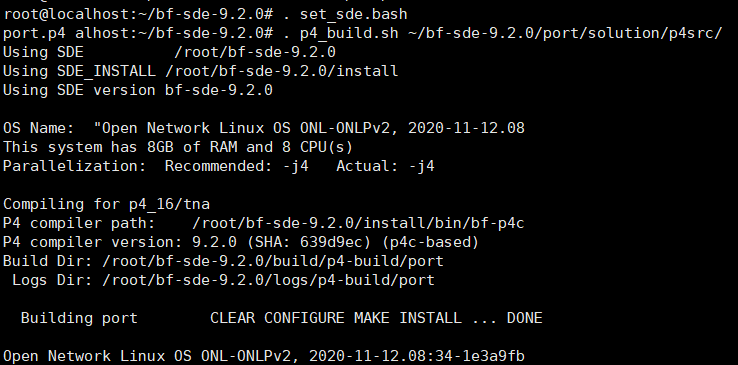 root@localhost:~/bf-sde-9.2.0# . set_sde.bash
port.p4 alhost:~/bf-sde-9.2.0# . p4_build.sh ~/bf-sde-9.2.0/port/solution/p4src/
Using SDE          /root/bf-sde-9.2.0
Using SDE_INSTALL /root/bf-sde-9.2.0/install
Using SDE version bf-sde-9.2.0
OS Name:  "Open Network Linux OS ONL-ONLPv2, 2020-11-12.08
This system has 8GB of RAM and 8 CPU(s)
Parallelization:  Recommended: -j4   Actual: -j4
Compiling for p4_16/tna
P4 compiler path:    /root/bf-sde-9.2.0/install/bin/bf-p4c
P4 compiler version: 9.2.0 (SHA: 639d9ec) (p4c-based)
Build Dir: /root/bf-sde-9.2.0/build/p4-build/port
 Logs Dir: /root/bf-sde-9.2.0/logs/p4-build/port
  Building port        CLEAR CONFIGURE MAKE INSTALL ... DONE
Open Network Linux OS ONL-ONLPv2, 2020-11-12.08:34-1e3a9fb